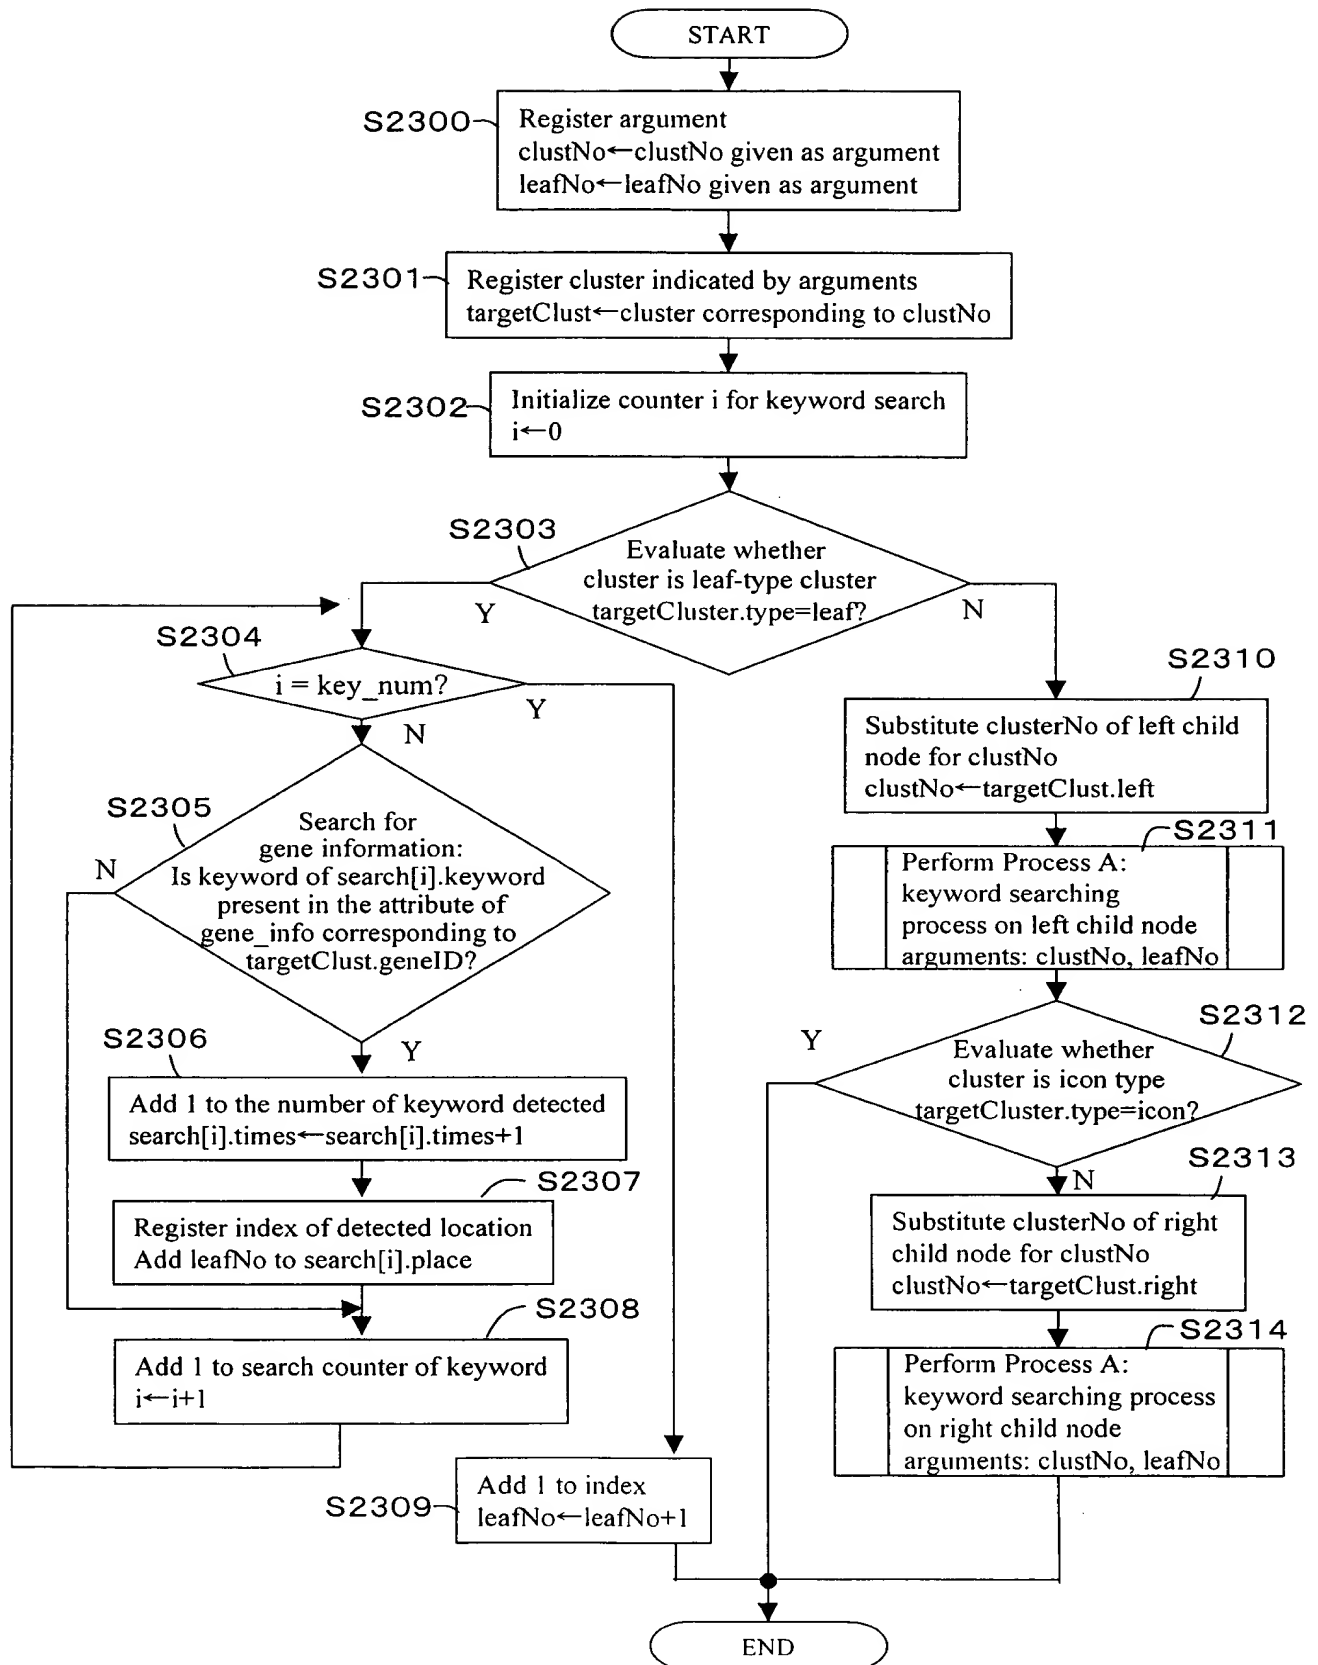 START
S2300
Register argument
clustNo←clustNo given as argument
leafNo←leafNo given as argument
S2301
Register cluster indicated by arguments
targetClust←cluster corresponding to clustNo
S2302
Initialize counter i for keyword search
i←0
S2303
Evaluate whether
cluster is leaf-type cluster
targetCluster.type=leaf?
Y
N
S2304
i = key_num?
Y
N
S2305
Search for
gene information:
Is keyword of search[i].keyword
present in the attribute of
gene_info corresponding to
targetClust.geneID?
N
Y
S2306
Add 1 to the number of keyword detected
search[i].times←search[i].times+1
S2307
Register index of detected location
Add leafNo to search[i].place
S2308
Add 1 to search counter of keyword
i←i+1
S2309
Add 1 to index
leafNo←leafNo+1
S2310
Substitute clusterNo of left child
node for clustNo
clustNo←targetClust.left
S2311
Perform Process A:
keyword searching
process on left child node
arguments: clustNo, leafNo
S2312
Y
Evaluate whether
cluster is icon type
targetCluster.type=icon?
N
S2313
Substitute clusterNo of right
child node for clustNo
clustNo←targetClust.right
S2314
Perform Process A:
keyword searching process
on right child node
arguments: clustNo, leafNo
END